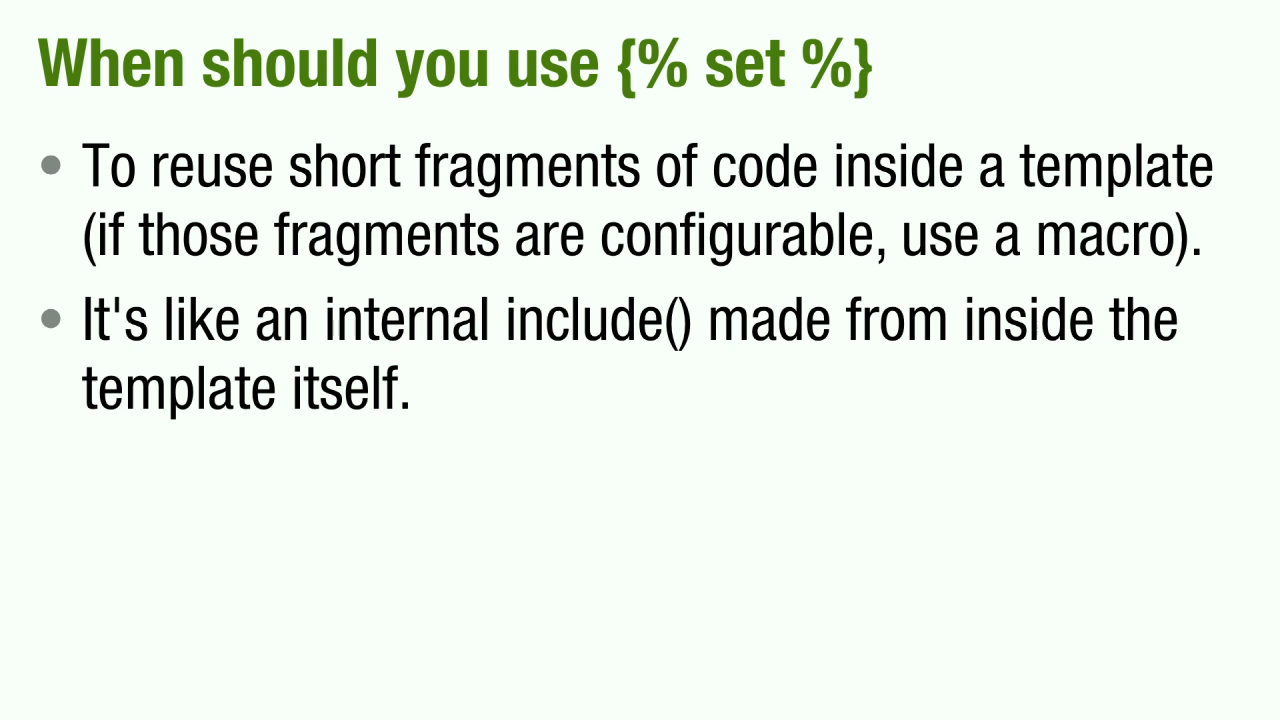 When should you use {% set %}
• To reuse short fragments of code inside a template
(if those fragments are configurable, use a macro).
• It's like an internal include() made from inside the
template itself.